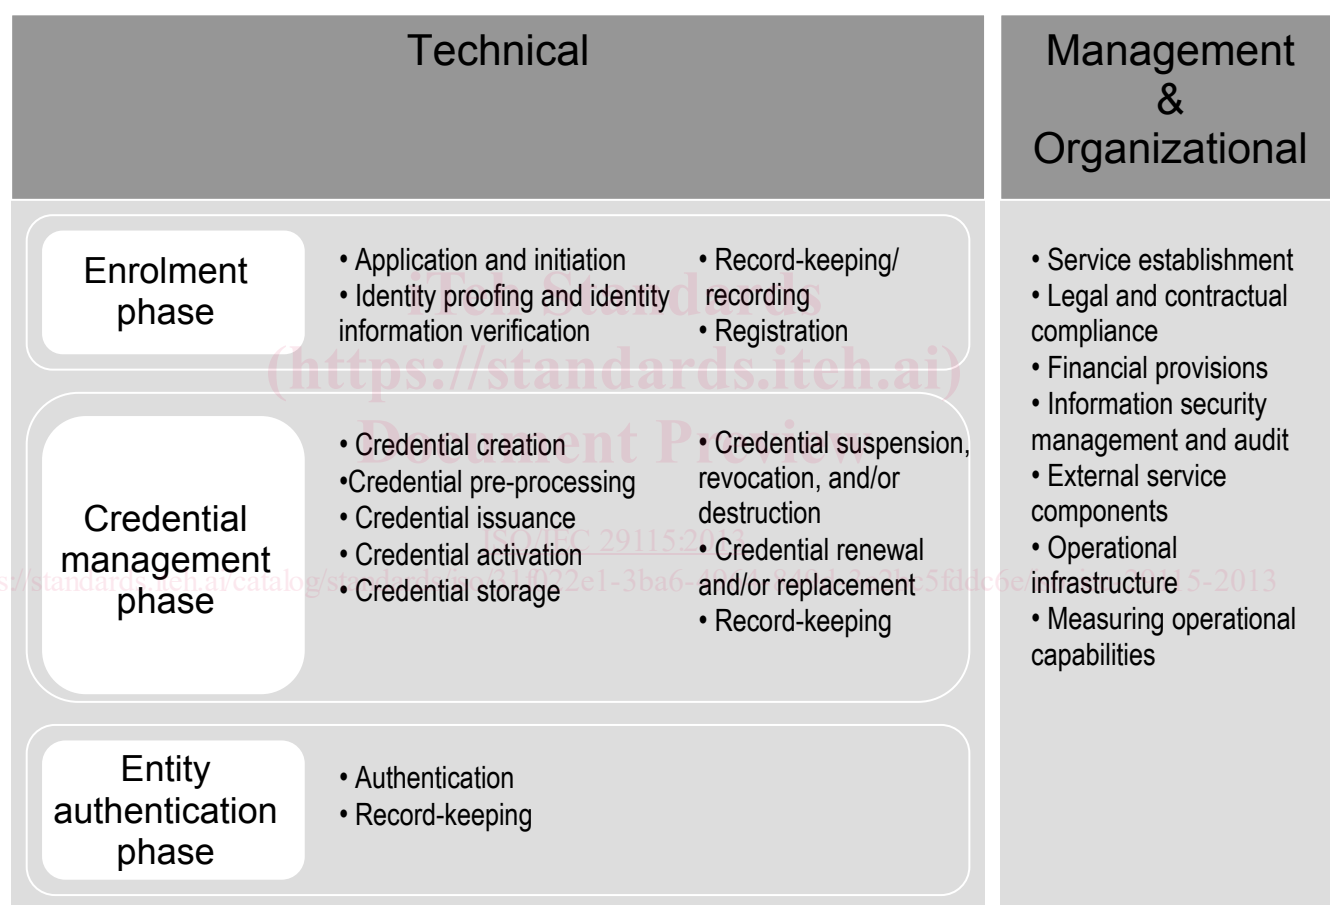 Technical
Management
&
Organizational
Enrolment
phase
• Application and initiation
• Identity proofing and identity
information verification
• Record-keeping/
recording
• Registration
Credential
management
phase
• Credential creation
•Credential pre-processing
• Credential issuance
• Credential activation
• Credential storage
• Credential suspension,
revocation, and/or
destruction
• Credential renewal
and/or replacement
• Record-keeping
Entity
authentication
phase
• Authentication
• Record-keeping
• Service establishment
• Legal and contractual
compliance
• Financial provisions
• Information security
management and audit
• External service
components
• Operational
infrastructure
• Measuring operational
capabilities
iTeh Standards
(https://standards.iteh.ai)
Document Preview
ISO/IEC 29115:2013